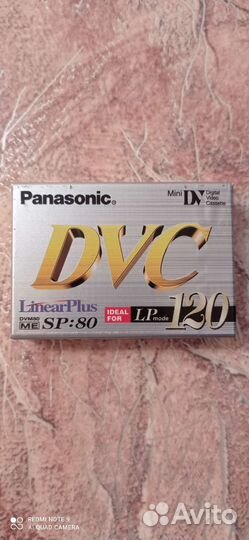 Panasonic®
Mini DV Digital Video Cassette
DVC
LinearPlus
DVM80
ME SP:80
IDEAL FOR LP mode 120
REDMI NOTE 9
AI QUAD CAMERA
Avito